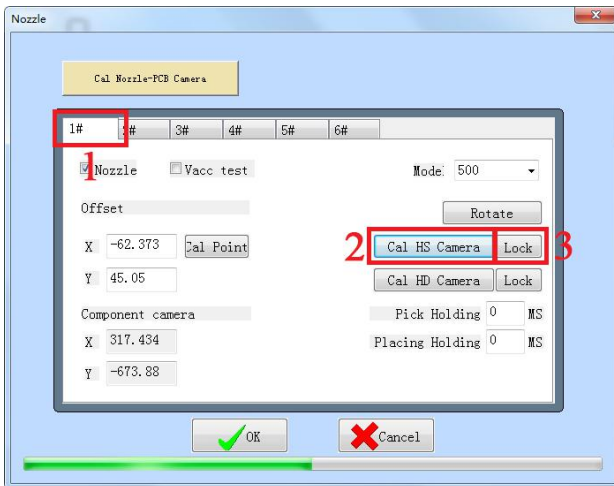 Nozzle
Cal Nozzle-PCB Camera
1# 2# 3# 4# 5# 6#
1 Nozzle Vacc test Mode: 500
Offset Rotate
X -62.373 Cal Point 2 Cal HS Camera Lock 3
Y 45.05 Cal HD Camera Lock
Component camera Pick Holding 0 MS
X 317.434 Placing Holding 0 MS
Y -673.88
OK Cancel